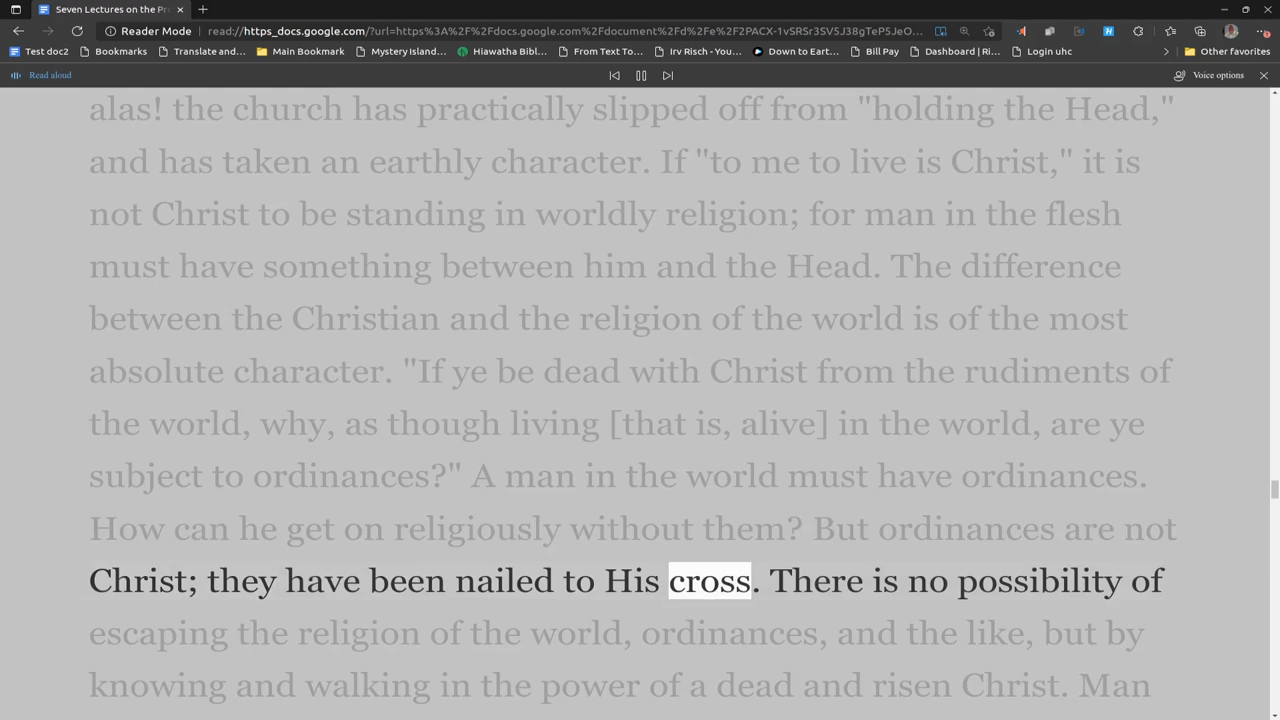 Seven Lectures on the Pr
Reader Mode
read://https_docs.google.com/?url=https%3A%2F%2Fdocs.google.com%2Fdocument%2Fd%2Fe%2F2PACX-1vSRSr3SV5J38gTeP5JeO...
Test doc2
Bookmarks
Translate and...
Main Bookmark
Mystery Island...
Hiawatha Bibl...
From Text To...
Irv Risch - You...
Down to Eart...
Bill Pay
Dashboard | Ri...
Login uhc
Other favorites
Read aloud
Voice options
alas! the church has practically slipped off from "holding the Head,"
and has taken an earthly character. If "to me to live is Christ," it is
not Christ to be standing in worldly religion; for man in the flesh
must have something between him and the Head. The difference
between the Christian and the religion of the world is of the most
absolute character. "If ye be dead with Christ from the rudiments of
the world, why, as though living [that is, alive] in the world, are ye
subject to ordinances?" A man in the world must have ordinances.
How can he get on religiously without them? But ordinances are not
Christ; they have been nailed to His cross. There is no possibility of
escaping the religion of the world, ordinances, and the like, but by
knowing and walking in the power of a dead and risen Christ. Man